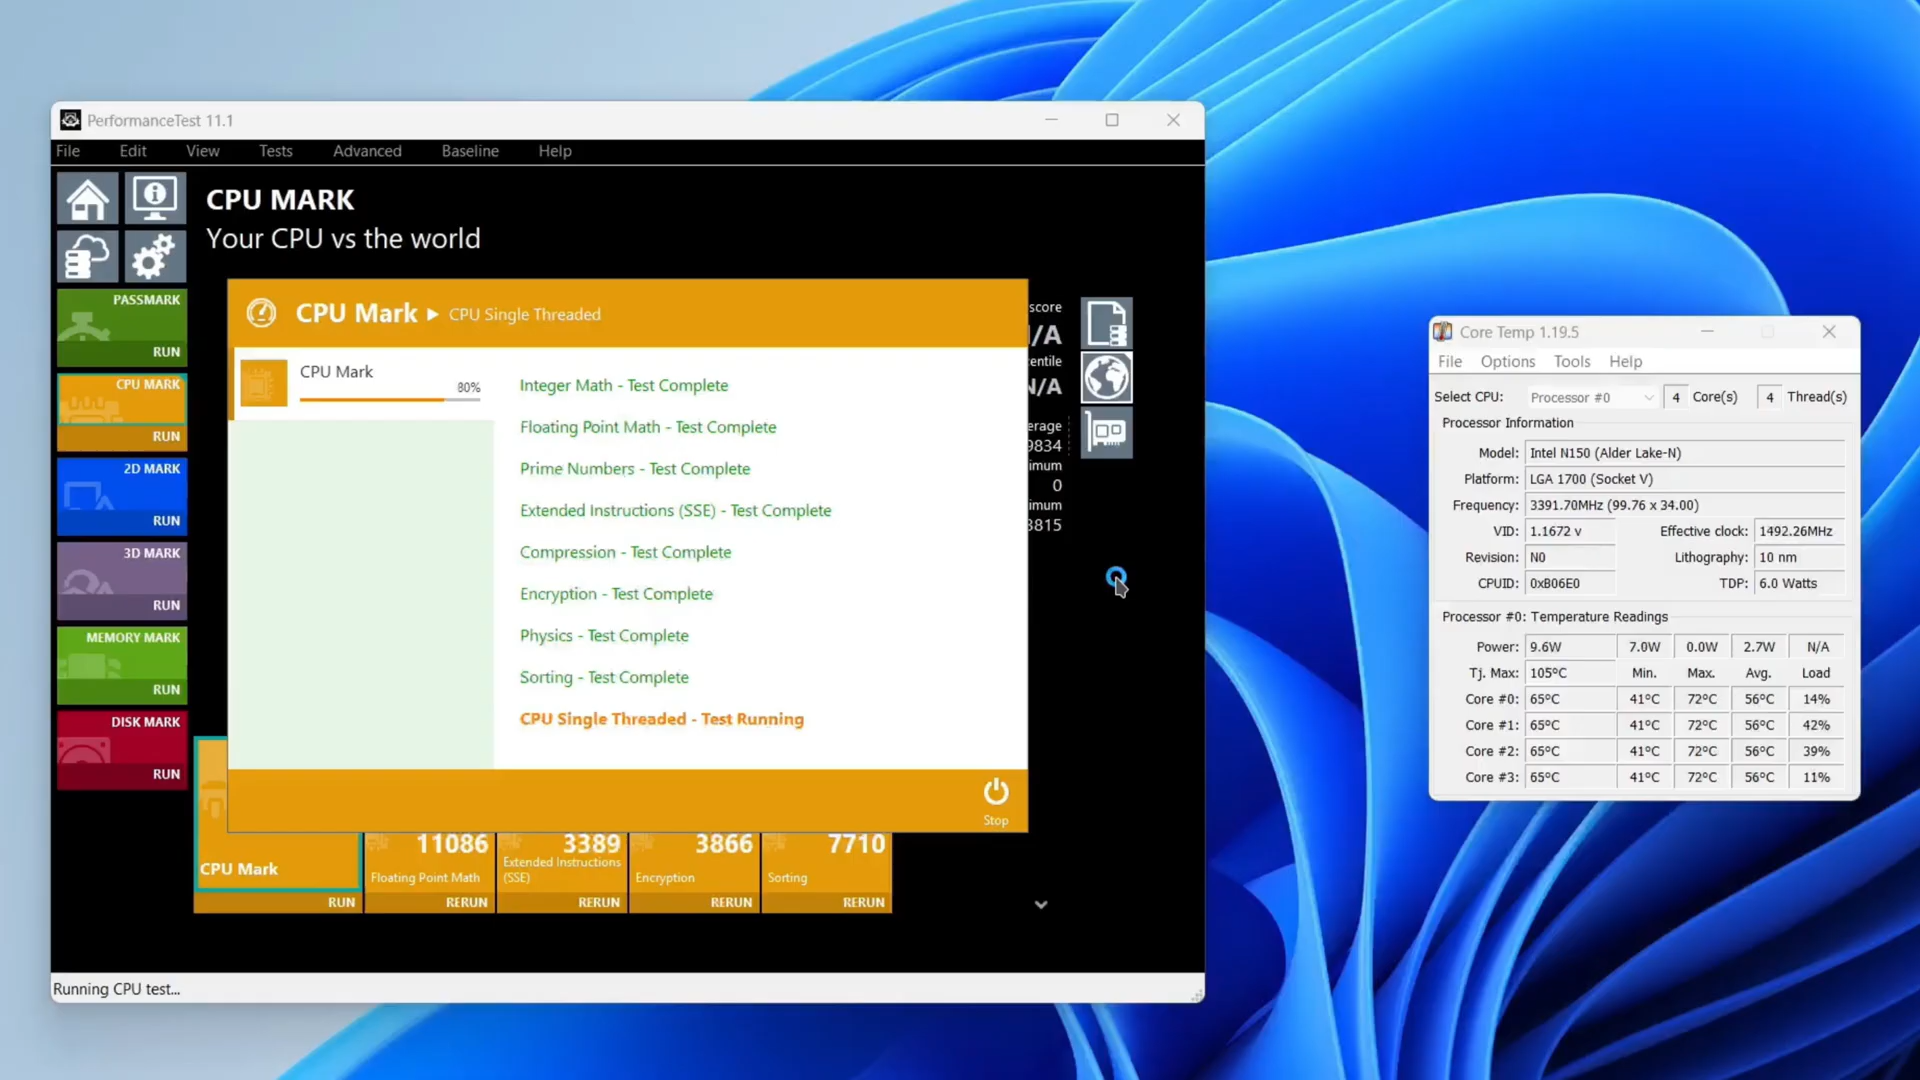 PerformanceTest 11.1
File Edit View Tests Advanced Baseline Help
CPU MARK
Your CPU vs the world
PASSMARK
RUN
CPU MARK
RUN
2D MARK
RUN
3D MARK
RUN
MEMORY MARK
RUN
DISK MARK
RUN
CPU Mark ▶ CPU Single Threaded
CPU Mark
80%
Integer Math - Test Complete
Floating Point Math - Test Complete
Prime Numbers - Test Complete
Extended Instructions (SSE) - Test Complete
Compression - Test Complete
Encryption - Test Complete
Physics - Test Complete
Sorting - Test Complete
CPU Single Threaded - Test Running
Stop
score
/A
entile
N/A
erage
9834
imum
0
imum
3815
CPU Mark
RUN
11086
Floating Point Math
RERUN
3389
Extended Instructions
(SSE)
RERUN
3866
Encryption
RERUN
7710
Sorting
RERUN
Running CPU test...
Core Temp 1.19.5
File Options Tools Help
Select CPU: Processor #0 4 Core(s) 4 Thread(s)
Processor Information
Model: Intel N150 (Alder Lake-N)
Platform: LGA 1700 (Socket V)
Frequency: 3391.70MHz (99.76 x 34.00)
VID: 1.1672 v Effective clock: 1492.26MHz
Revision: N0 Lithography: 10 nm
CPUID: 0xB06E0 TDP: 6.0 Watts
Processor #0: Temperature Readings
Power: 9.6W 7.0W 0.0W 2.7W N/A
Tj. Max: 105°C Min. Max. Avg. Load
Core #0: 65°C 41°C 72°C 56°C 14%
Core #1: 65°C 41°C 72°C 56°C 42%
Core #2: 65°C 41°C 72°C 56°C 39%
Core #3: 65°C 41°C 72°C 56°C 11%